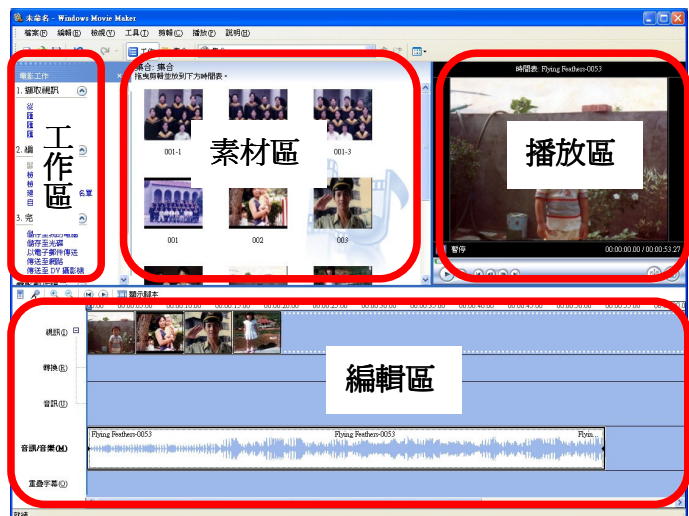 未命名 - Windows Movie Maker
檔案(F) 編輯(E) 檢視(V) 工具(T) 剪輯(C) 播放(P) 說明(H)
電影工作
1. 擷取視訊
工作區
名單
3. 完
儲存至光碟
以電子郵件傳送
傳送至網路
傳送至 DV 攝影機
集合: 集合
拖曳剪輯並放到下方時間表。
素材區
001-1
001-3
001
002
003
時間表: Flying Feathers-0053
播放區
暫停
00:00:00.00 / 00:00:53.27
顯示腳本
視訊(I)
編輯區
轉換(R)
音訊(U)
Flying Feathers-0053 Flying Feathers-0053 Flyin...
音訊/音樂(M)
重疊字幕(O)
就緒